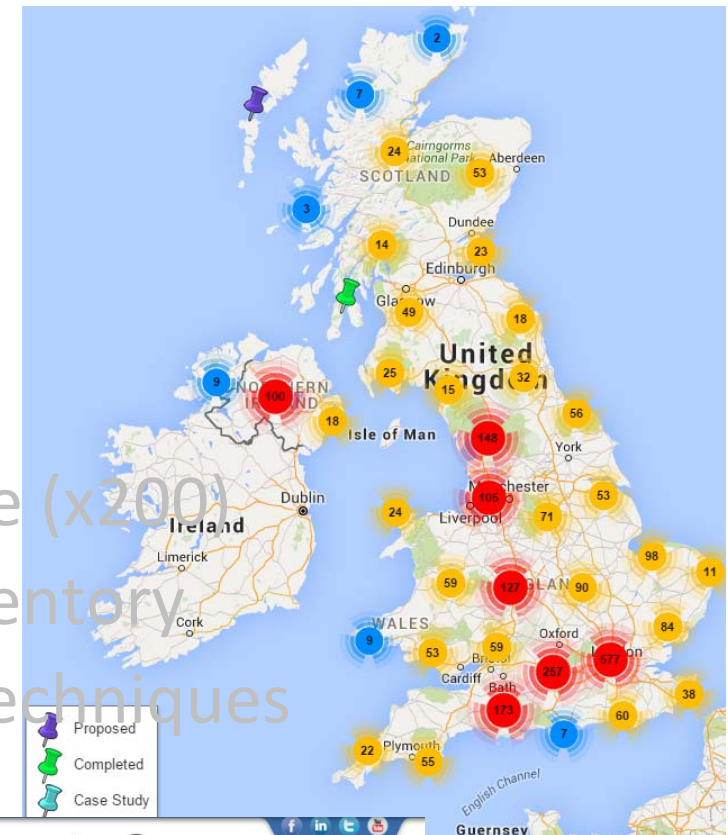 2
7
24
Cairngorms
National Park
Aberdeen
SCOTLAND
53
3
Dundee
14
23
Edinburgh
Glasgow
49
18
United
Kingdom
25
15
32
9
NORTHERN
IRELAND
100
18
56
Isle of Man
148
York
e (x200)
Manchester
105
53
Dublin
24
Liverpool
71
Ireland
Limerick
98
11
59
127
GLAN
90
entory
Cork
WALES
84
9
Oxford
53
59
London
577
Bristol
257
Cardiff
Bath
38
echniques
173
60
7
Proposed
22
Plymouth
55
Completed
English Channel
Case Study
f in t You
Guernsey